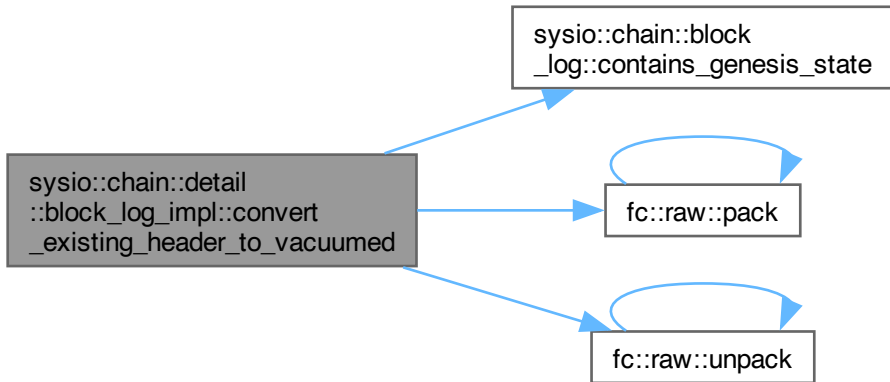 sysio::chain::block
_log::contains_genesis_state
sysio::chain::detail
::block_log_impl::convert
_existing_header_to_vacuumed
fc::raw::pack
fc::raw::unpack